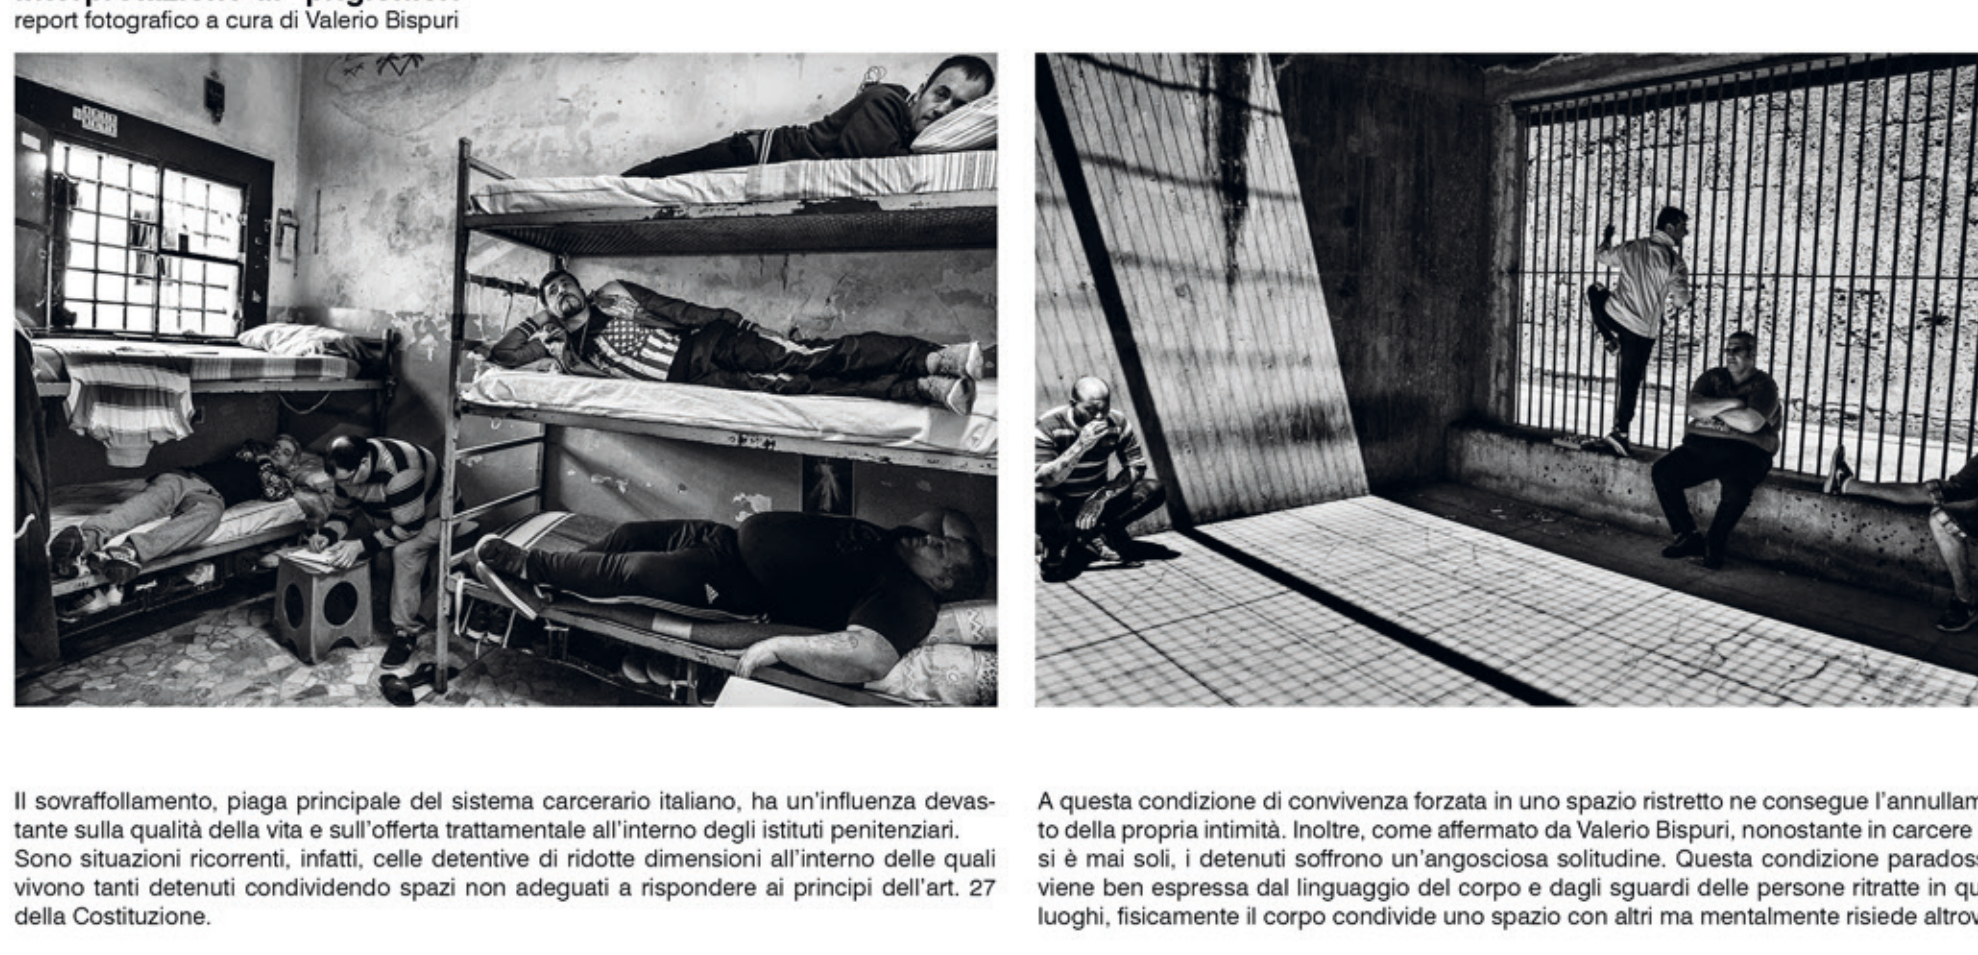 report fotografico a cura di Valerio Bispuri
Il sovraffollamento, piaga principale del sistema carcerario italiano, ha un'influenza devas-
tante sulla qualità della vita e sull'offerta trattamentale all'interno degli istituti penitenziari.
Sono situazioni ricorrenti, infatti, celle detentive di ridotte dimensioni all'interno delle quali
vivono tanti detenuti condividendo spazi non adeguati a rispondere ai principi dell'art. 27
della Costituzione.
A questa condizione di convivenza forzata in uno spazio ristretto ne consegue l'annullam
to della propria intimità. Inoltre, come affermato da Valerio Bispuri, nonostante in carcere
si è mai soli, i detenuti soffrono un'angosciosa solitudine. Questa condizione parados
viene ben espressa dal linguaggio del corpo e dagli sguardi delle persone ritratte in qu
luoghi, fisicamente il corpo condivide uno spazio con altri ma mentalmente risiede altrov